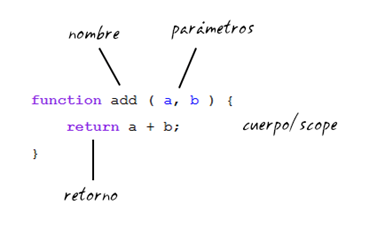 nombre
parámetros
function add ( a, b ) {
return a + b;
cuerpo/scope
}
retorno